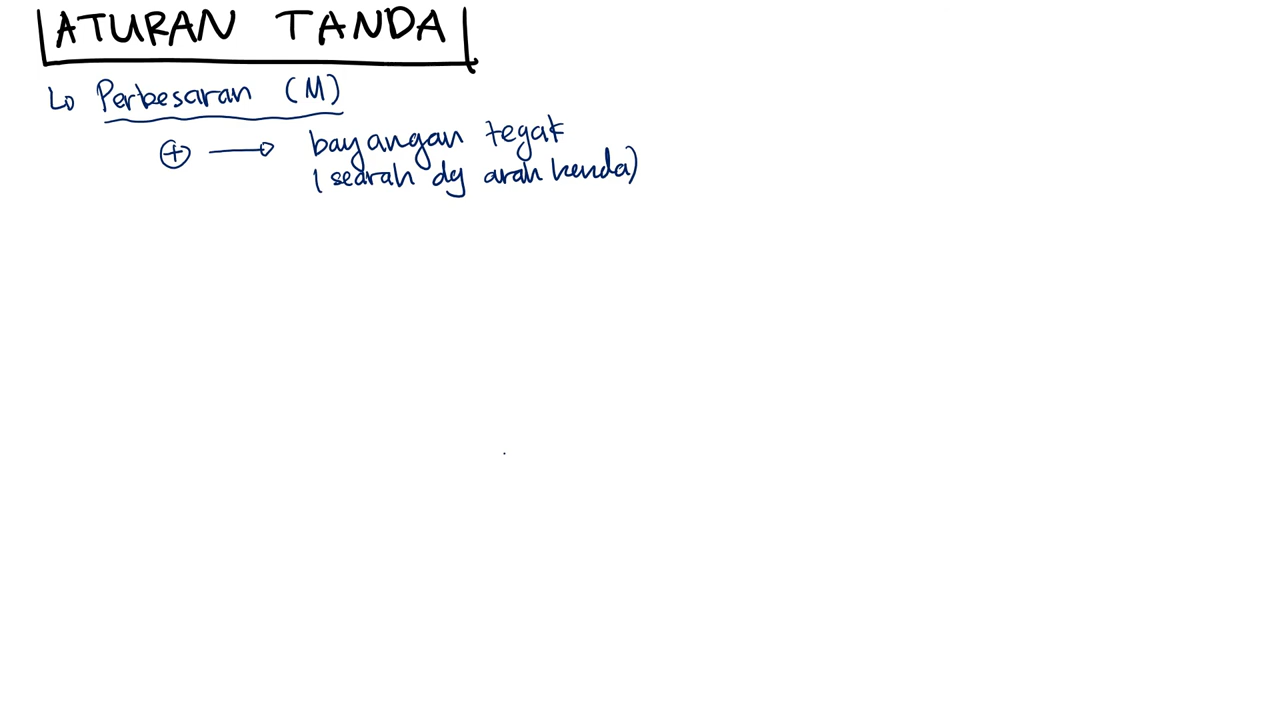 ATURAN TANDA
↳ Perbesaran (M)
⊕ → bayangan tegak
(searah dg arah benda)